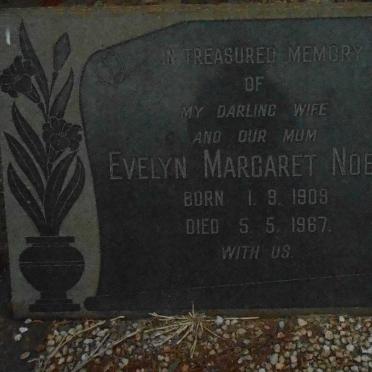 IN TREASURED MEMORY
OF
MY DARLING WIFE
AND OUR MUM
EVELYN MARGARET
BORN 1. 9. 1909
DIED 5. 5. 1967.
WITH US.